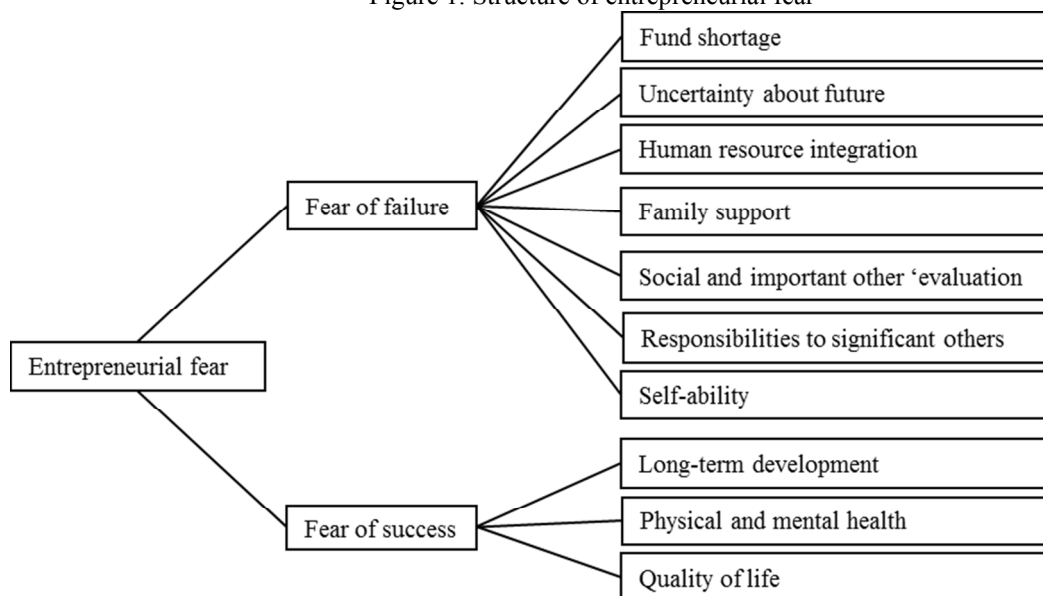 Figure 1: Structure of entrepreneurial fear
Fund shortage
Uncertainty about future
Human resource integration
Fear of failure
Family support
Social and important other ‘evaluation
Responsibilities to significant others
Entrepreneurial fear
Self-ability
Long-term development
Fear of success
Physical and mental health
Quality of life